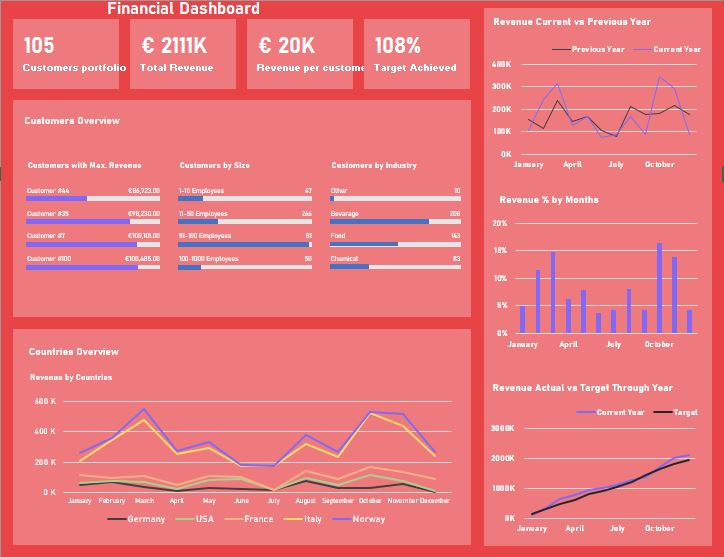 Financial Dashboard
105
Customers portfolio
€ 2111K
Total Revenue
€ 20K
Revenue per custome
108%
Target Achieved
Customers Overview
Customers with Max. Revenue
Customer #44 €86,723.00
Customer #35 €98,230.00
Customer #7 €100,101.00
Customer #100 €100,485.00
Customers by Size
1-10 Employees 47
11-50 Employees 266
51-100 Employees 81
100-1000 Employees 50
Customers by Industry
Other 10
Bevarage 208
Food 143
Chemical 83
Countries Overview
Revenue by Countries
600 K
400 K
200 K
0 K
January February March April May June July August September October November December
Germany USA France Italy Norway
Revenue Current vs Previous Year
Previous Year Current Year
400K
300K
200K
100K
0K
January April July October
Revenue % by Months
20%
18%
10%
5%
0%
January April July October
Revenue Actual vs Target Through Year
Current Year Target
3000K
2000K
1000K
0K
January April July October